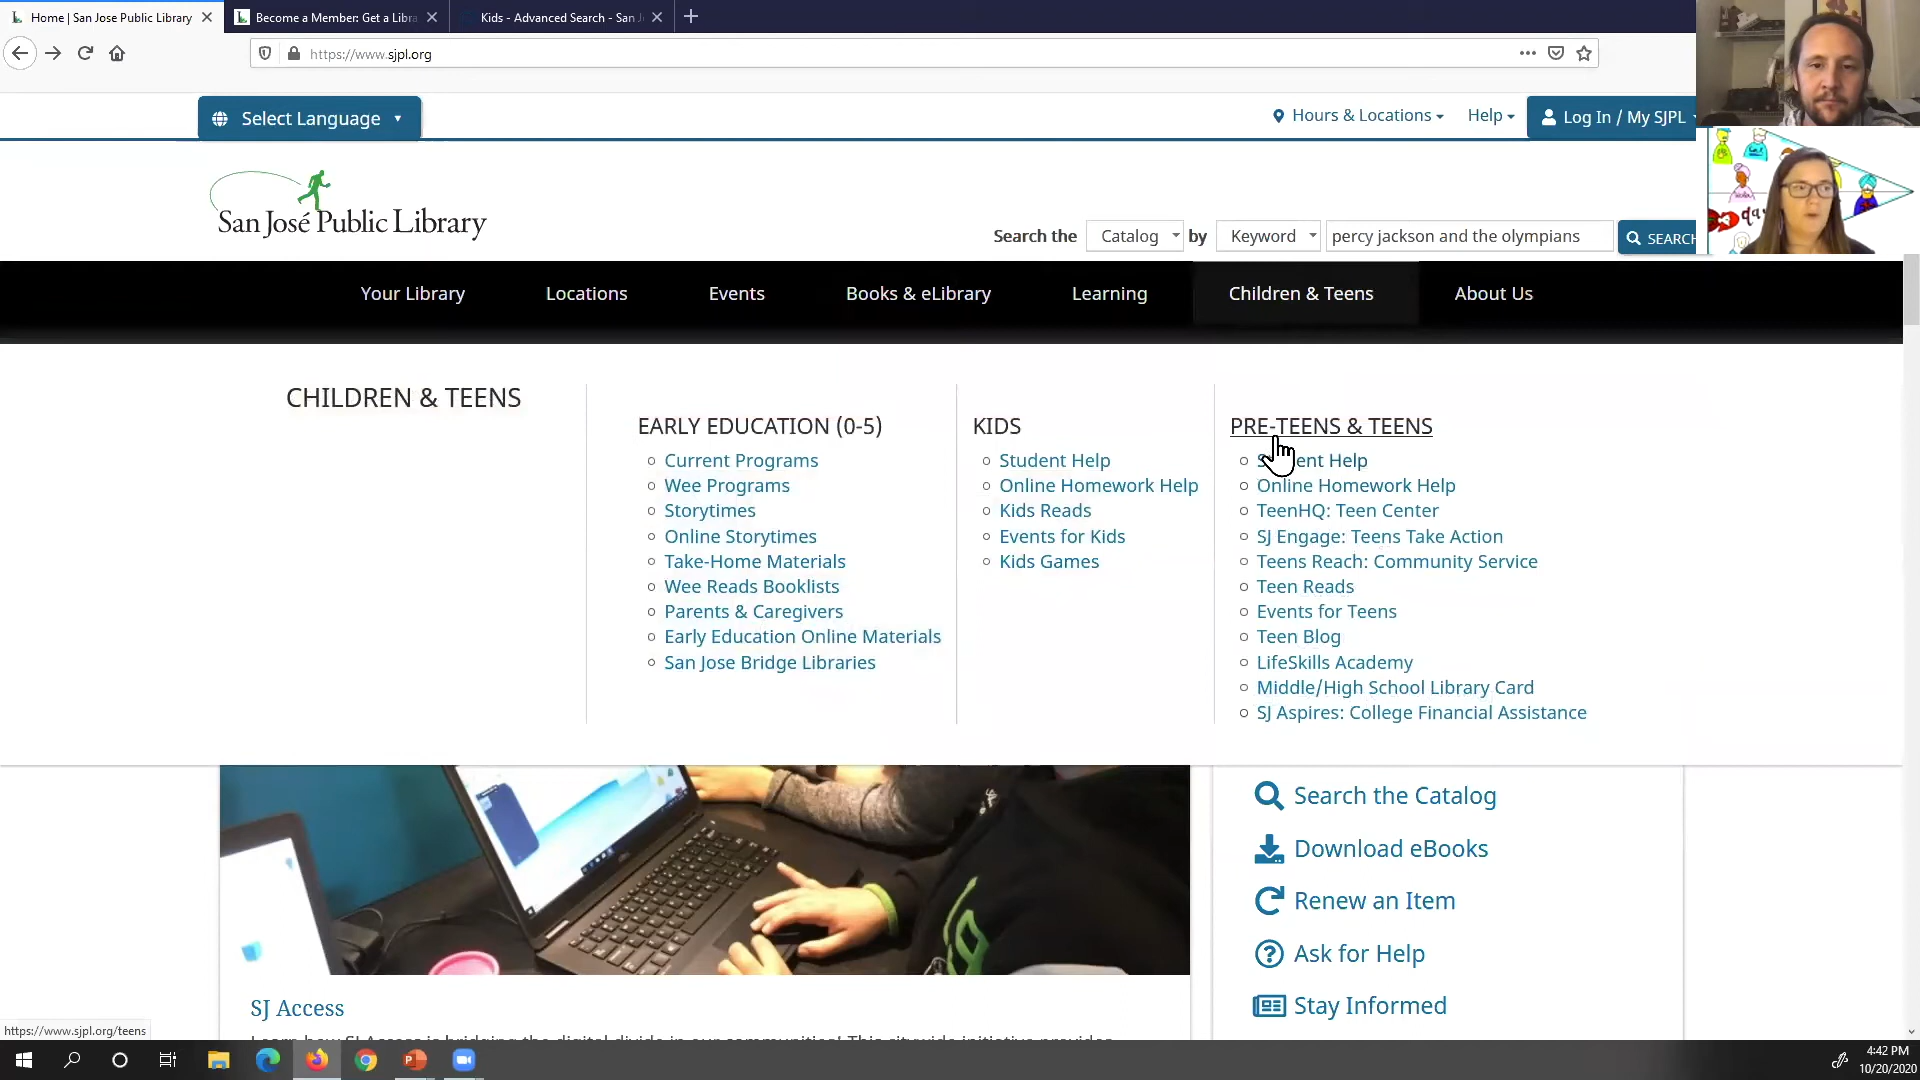 Home | San Jose Public Library
Become a Member: Get a Libra
Kids - Advanced Search - San J
https://www.sjpl.org
Select Language
Hours & Locations
Help
Log In / My SJPL
San José Public Library
Search the Catalog by Keyword percy jackson and the olympians SEARCH
Your Library Locations Events Books & eLibrary Learning Children & Teens About Us
CHILDREN & TEENS
EARLY EDUCATION (0-5)
Current Programs
Wee Programs
Storytimes
Online Storytimes
Take-Home Materials
Wee Reads Booklists
Parents & Caregivers
Early Education Online Materials
San Jose Bridge Libraries
KIDS
Student Help
Online Homework Help
Kids Reads
Events for Kids
Kids Games
PRE-TEENS & TEENS
Student Help
Online Homework Help
TeenHQ: Teen Center
SJ Engage: Teens Take Action
Teens Reach: Community Service
Teen Reads
Events for Teens
Teen Blog
LifeSkills Academy
Middle/High School Library Card
SJ Aspires: College Financial Assistance
Search the Catalog
Download eBooks
Renew an Item
Ask for Help
Stay Informed
SJ Access
https://www.sjpl.org/teens
4:42 PM
10/20/2020